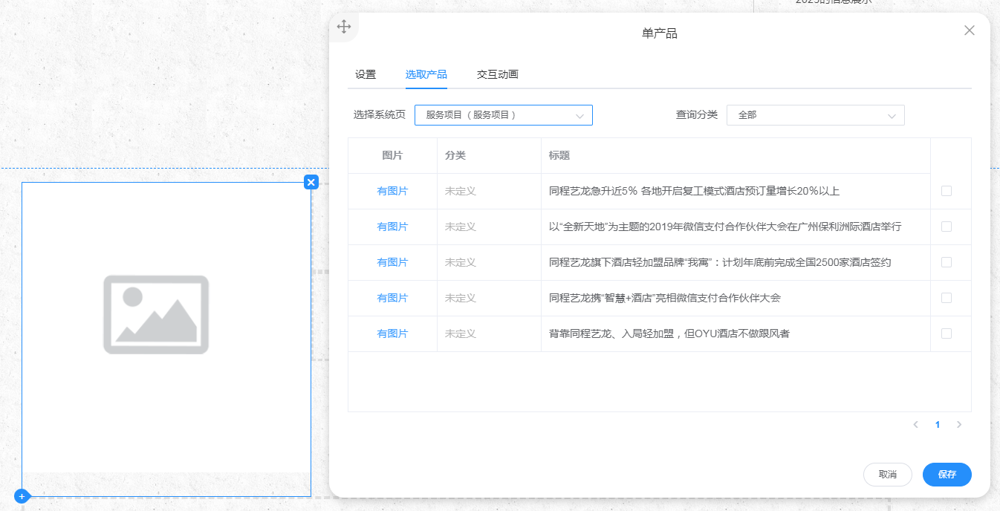 2025的信息展示
单产品
设置 选取产品 交互动画
选择系统页 服务项目（服务项目） 查询分类 全部
图片 分类 标题
有图片 未定义 同程艺龙急升近5% 各地开启复工模式酒店预订量增长20%以上
有图片 未定义 以“全新天地”为主题的2019年微信支付合作伙伴大会在广州保利洲际酒店举行
有图片 未定义 同程艺龙旗下酒店轻加盟品牌“我寓”：计划年底前完成全国2500家酒店签约
有图片 未定义 同程艺龙携“智慧+酒店”亮相微信支付合作伙伴大会
有图片 未定义 背靠同程艺龙、入局轻加盟，但OYU酒店不做跟风者
1
取消 保存